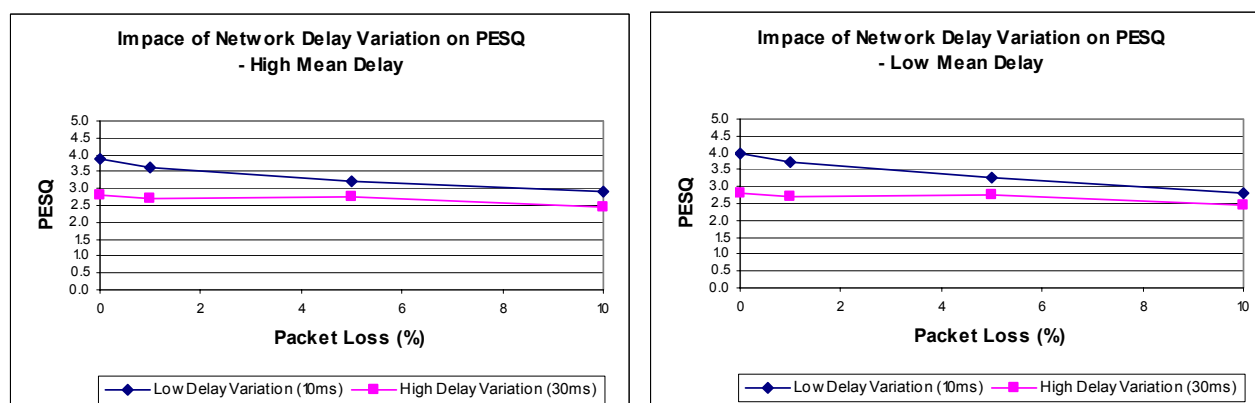 Impace of Network Delay Variation on PESQ
- High Mean Delay
5.0
4.5
4.0
3.5
3.0
2.5
2.0
1.5
1.0
0.5
0.0
PESQ
0 2 4 6 8 10
Packet Loss (%)
Low Delay Variation (10ms) High Delay Variation (30ms)
Impace of Network Delay Variation on PESQ
- Low Mean Delay
5.0
4.5
4.0
3.5
3.0
2.5
2.0
1.5
1.0
0.5
0.0
PESQ
0 2 4 6 8 10
Packet Loss (%)
Low Delay Variation (10ms) High Delay Variation (30ms)